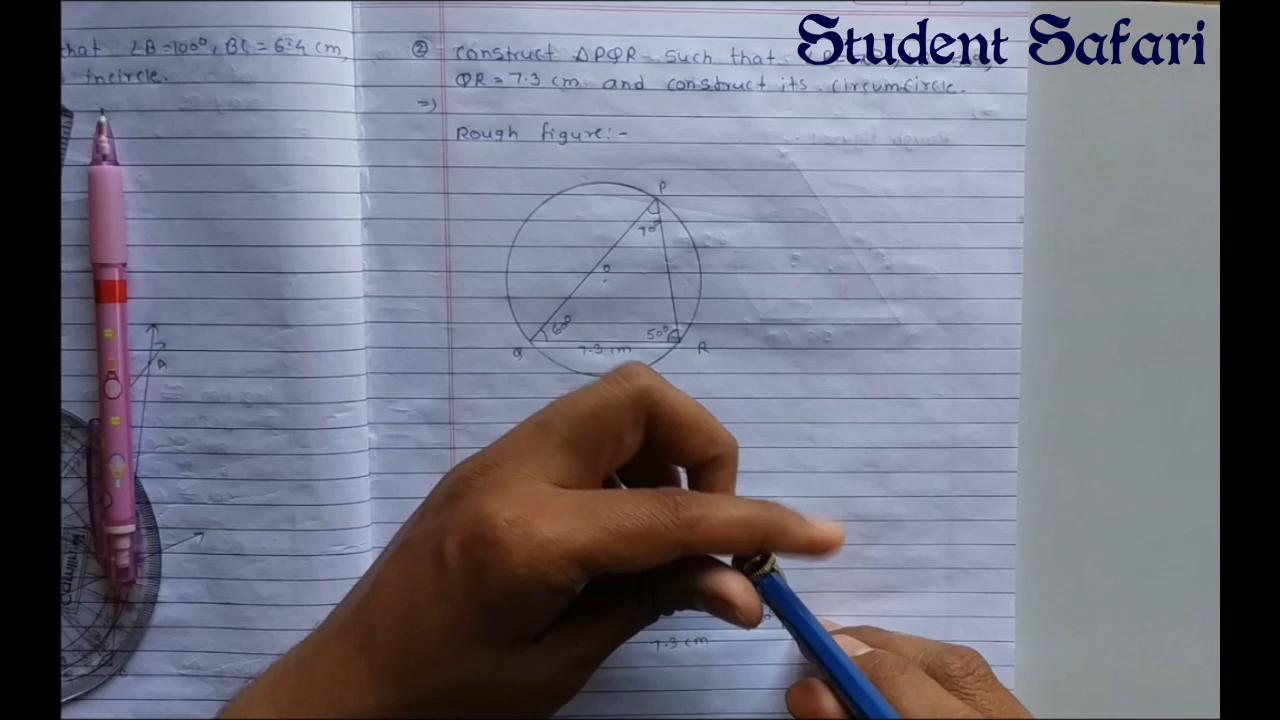 Student Safari
that ∠B=100°, BC = 6.4 cm,
incircle.
② construct △PQR such that
QR = 7.3 cm and construct its circumcircle.
=>
Rough figure:-
P
70°
O
60°
50°
Q
7.3 cm
R
A
7.3 cm